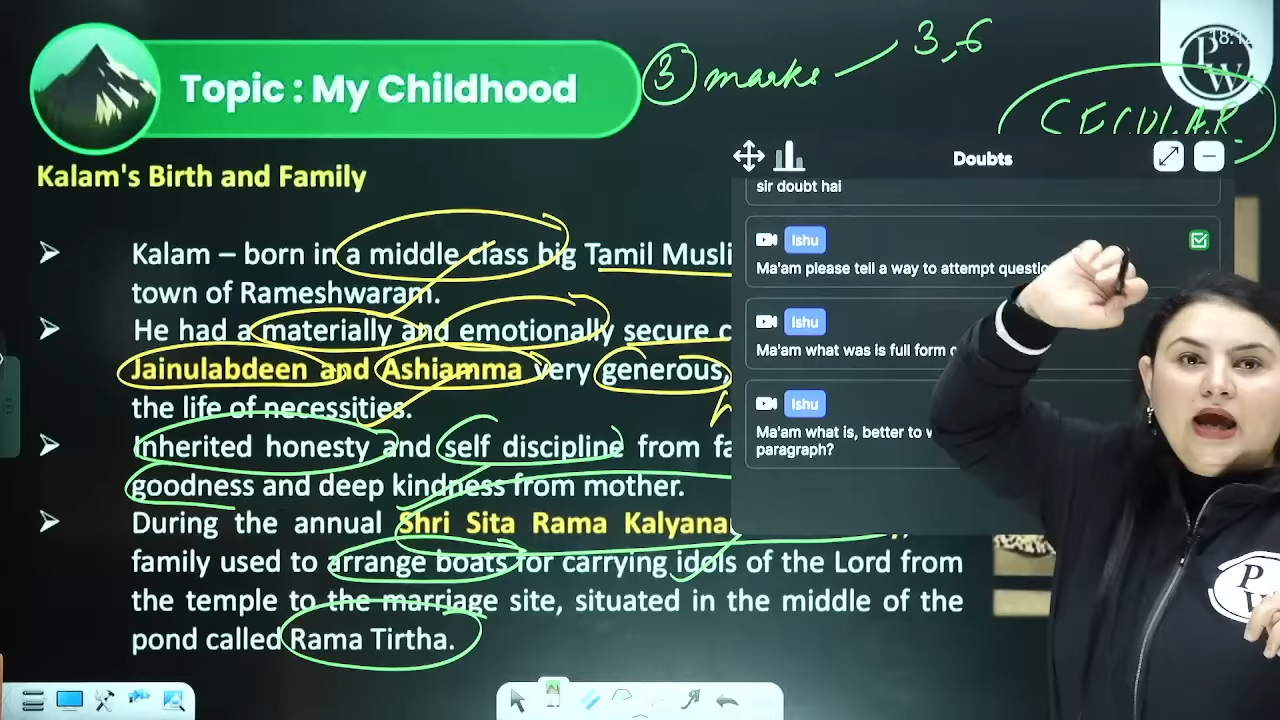 Topic : My Childhood
3 marks 3,6
18:1
P
W
Kalam's Birth and Family
Doubts
sir doubt hai
Ishu
Ma'am please tell a way to attempt
Ishu
Ma'am what was is full form
Ishu
Ma'am what is, better to
paragraph?
➢ Kalam – born in a middle class big Tamil
town of Rameshwaram.
➢ He had a materially and emotionally secure
Jainulabdeen and Ashiamma very generous,
the life of necessities.
➢ Inherited honesty and self discipline from
goodness and deep kindness from mother.
➢ During the annual Shri Sita Rama Kalyana
family used to arrange boats for carrying idols of the Lord from
the temple to the marriage site, situated in the middle of the
pond called Rama Tirtha.
P
W